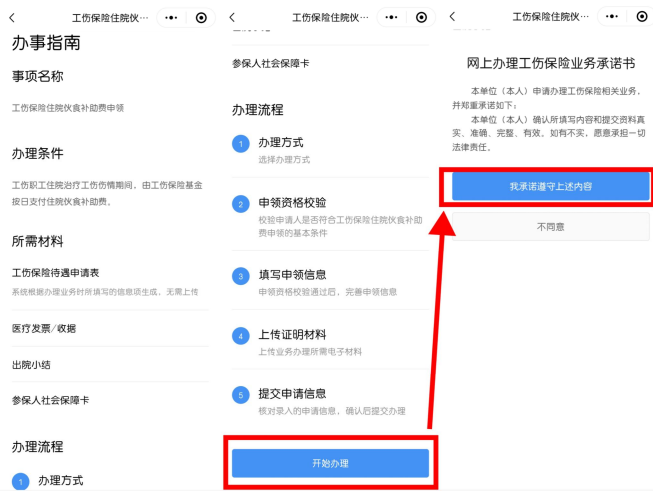 工伤保险住院伙…
办事指南
事项名称
工伤保险住院伙食补助费申领
办理条件
工伤职工住院治疗工伤伤情期间，由工伤保险基金
按日支付住院伙食补助费。
所需材料
工伤保险待遇申请表
系统根据办理业务时所填写的信息项生成，无需上传
医疗发票/收据
出院小结
参保人社会保障卡
办理流程
1 办理方式
工伤保险住院伙…
参保人社会保障卡
办理流程
1 办理方式
选择办理方式
2 申领资格校验
校验申请人是否符合工伤保险住院伙食补助
费申领的基本条件
3 填写申领信息
申领资格校验通过后，完善申领信息
4 上传证明材料
上传业务办理所需电子材料
5 提交申请信息
核对录入的申请信息，确认后提交办理
开始办理
工伤保险住院伙…
网上办理工伤保险业务承诺书
本单位（本人）申请办理工伤保险相关业务，
并郑重承诺如下：
本单位（本人）确认所填写内容和提交资料真
实、准确、完整、有效。如有不实，愿意承担一切
法律责任。
我承诺遵守上述内容
不同意